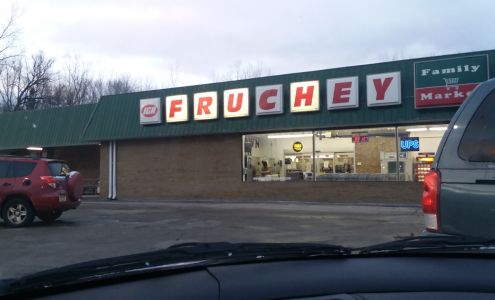 IGA FRUCHEY
Family
Market
UPS